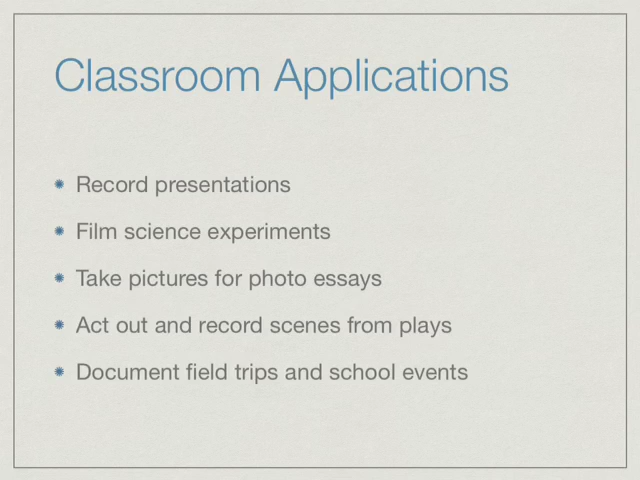 Classroom Applications
Record presentations
Film science experiments
Take pictures for photo essays
Act out and record scenes from plays
Document field trips and school events